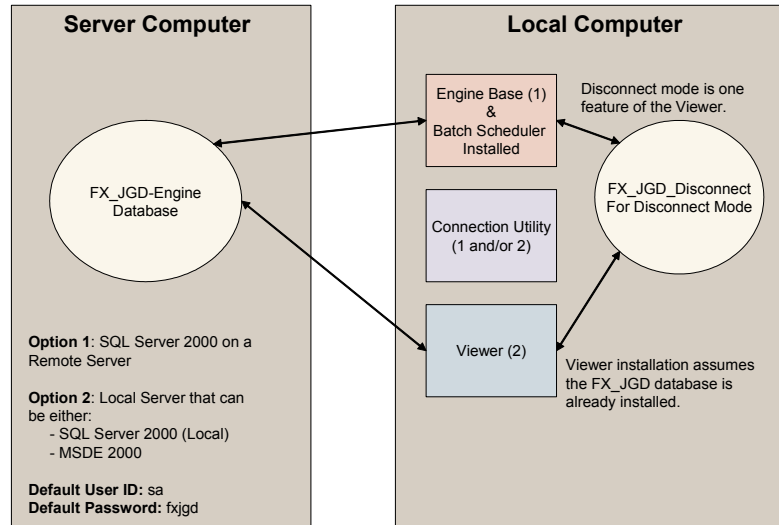 Server Computer
FX_JGD-Engine
Database
Option 1: SQL Server 2000 on a
Remote Server
Option 2: Local Server that can
be either:
- SQL Server 2000 (Local)
- MSDE 2000
Default User ID: sa
Default Password: fxjgd
Local Computer
Engine Base (1)
&
Batch Scheduler
Installed
Disconnect mode is one
feature of the Viewer.
FX_JGD_Disconnect
For Disconnect Mode
Connection Utility
(1 and/or 2)
Viewer (2)
Viewer installation assumes
the FX_JGD database is
already installed.